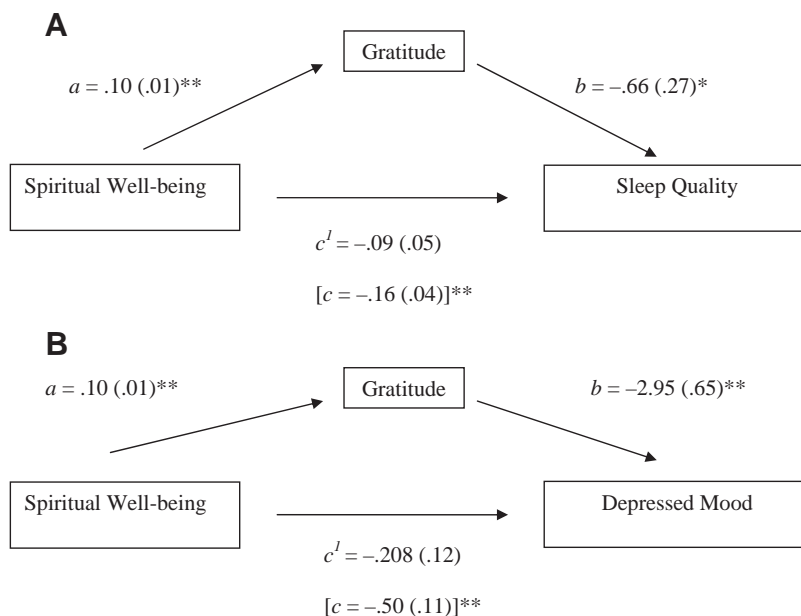 A
Gratitude
a = .10 (.01)**
b = –.66 (.27)*
Spiritual Well-being
Sleep Quality
c¹ = –.09 (.05)
[c = –.16 (.04)]**
B
a = .10 (.01)**
Gratitude
b = –2.95 (.65)**
Spiritual Well-being
Depressed Mood
c¹ = –.208 (.12)
[c = –.50 (.11)]**